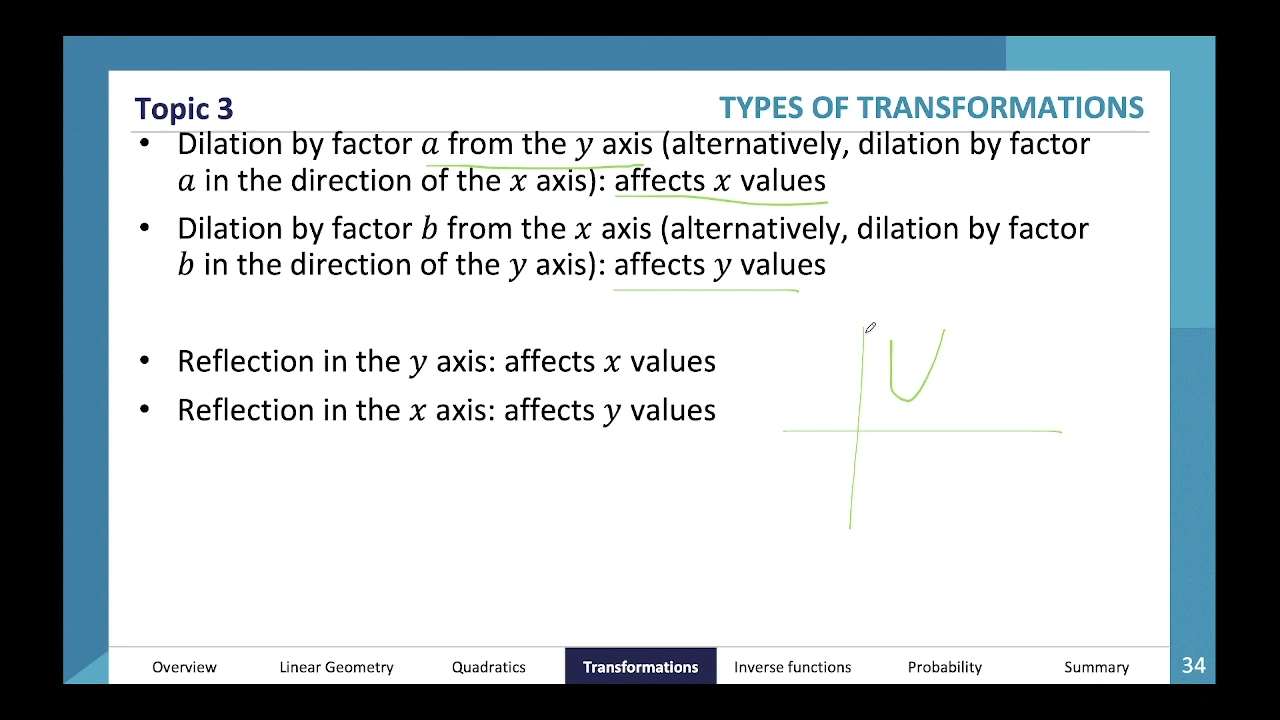 Topic 3
TYPES OF TRANSFORMATIONS
• Dilation by factor a from the y axis (alternatively, dilation by factor
a in the direction of the x axis): affects x values
• Dilation by factor b from the x axis (alternatively, dilation by factor
b in the direction of the y axis): affects y values
• Reflection in the y axis: affects x values
• Reflection in the x axis: affects y values
Overview Linear Geometry Quadratics Transformations Inverse functions Probability Summary 34